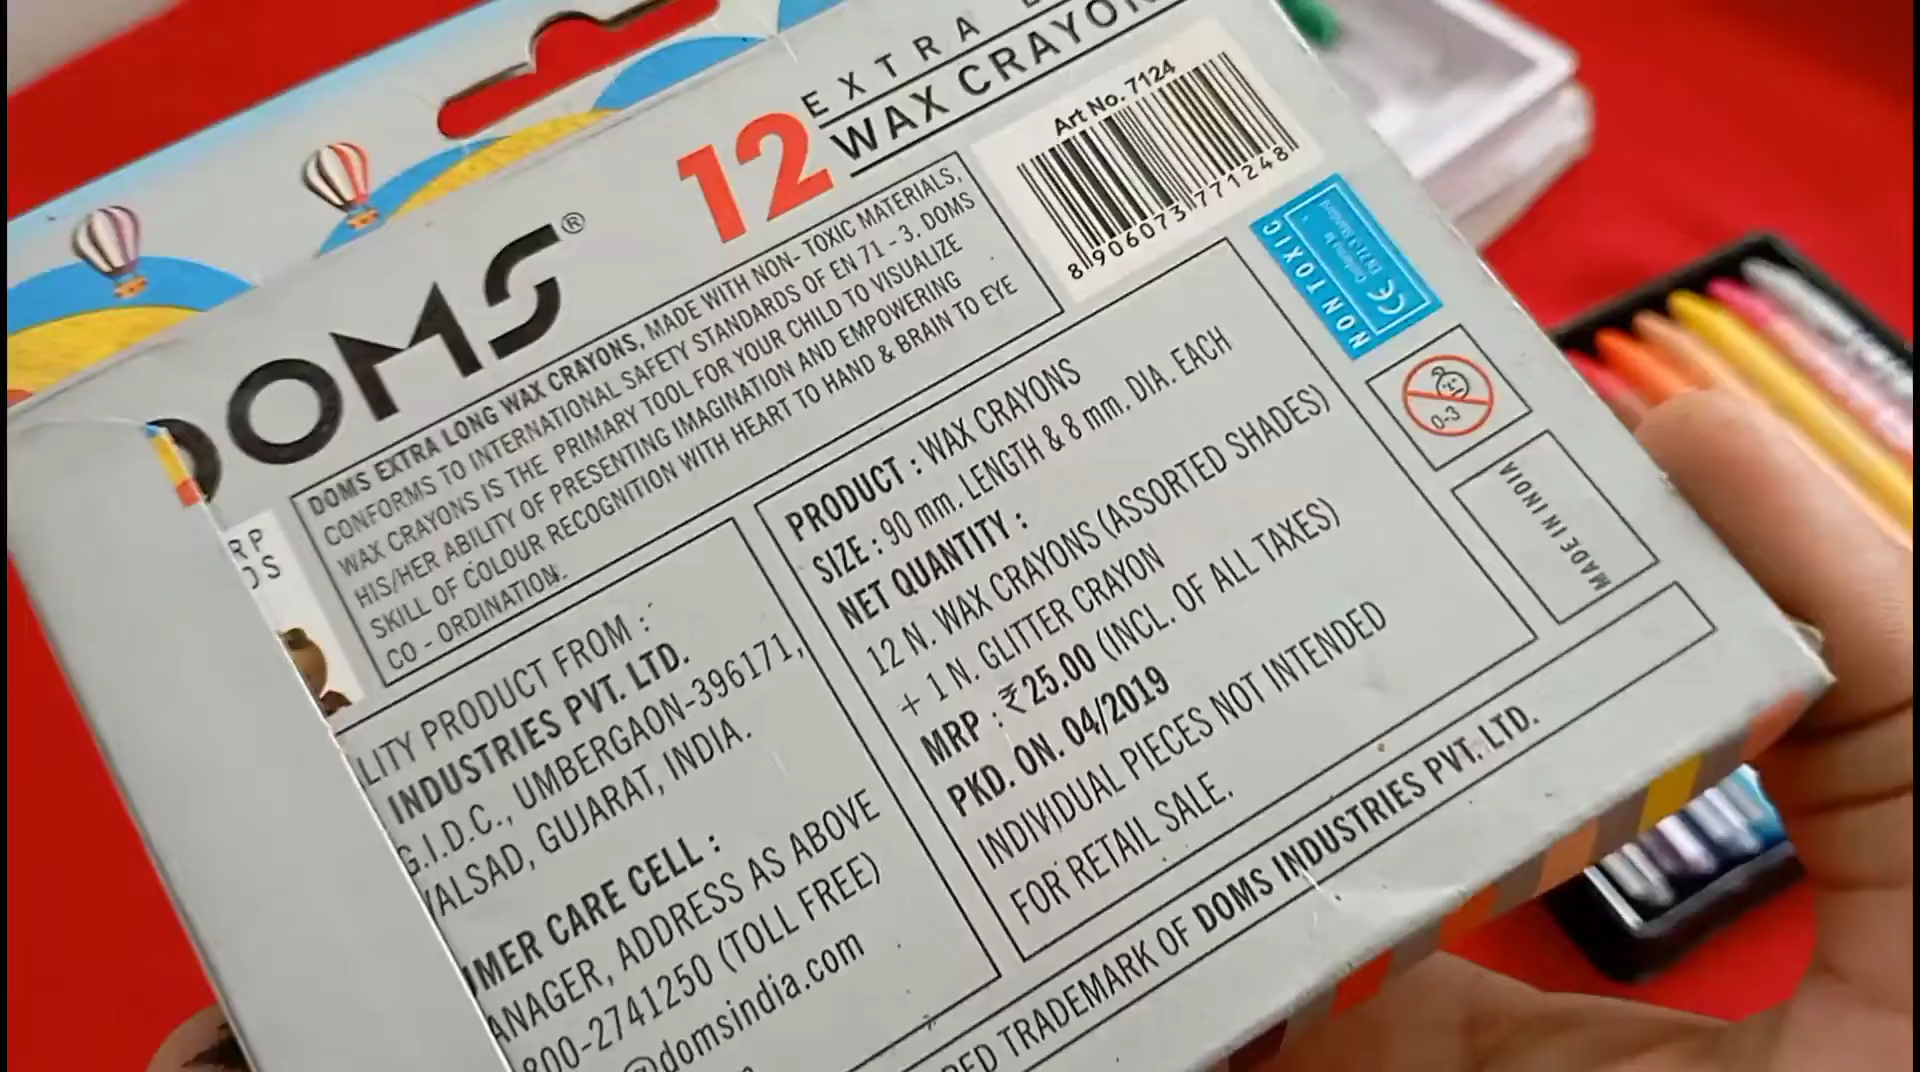 12 EXTRA
WAX CRAYON
DOMS®
Art No. 7124
8 906073 771248
DOMS EXTRA LONG WAX CRAYONS, MADE WITH NON- TOXIC MATERIALS,
CONFORMS TO INTERNATIONAL SAFETY STANDARDS OF EN 71 - 3. DOMS
WAX CRAYONS IS THE PRIMARY TOOL FOR YOUR CHILD TO VISUALIZE
HIS/HER ABILITY OF PRESENTING IMAGINATION AND EMPOWERING
SKILL OF COLOUR RECOGNITION WITH HEART TO HAND & BRAIN TO EYE
CO - ORDINATION.
NON TOXIC
CE
0-3
MADE IN INDIA
PRODUCT : WAX CRAYONS
SIZE : 90 mm. LENGTH & 8 mm. DIA. EACH
NET QUANTITY :
12 N. WAX CRAYONS (ASSORTED SHADES)
+ 1 N. GLITTER CRAYON
MRP : ₹25.00 (INCL. OF ALL TAXES)
PKD. ON. 04/2019
INDIVIDUAL PIECES NOT INTENDED
FOR RETAIL SALE.
RP
LITY PRODUCT FROM :
INDUSTRIES PVT. LTD.
G.I.D.C., UMBERGAON-396171,
VALSAD, GUJARAT, INDIA.
MER CARE CELL :
ANAGER, ADDRESS AS ABOVE
800-2741250 (TOLL FREE)
@domsindia.com
RED TRADEMARK OF DOMS INDUSTRIES PVT. LTD.